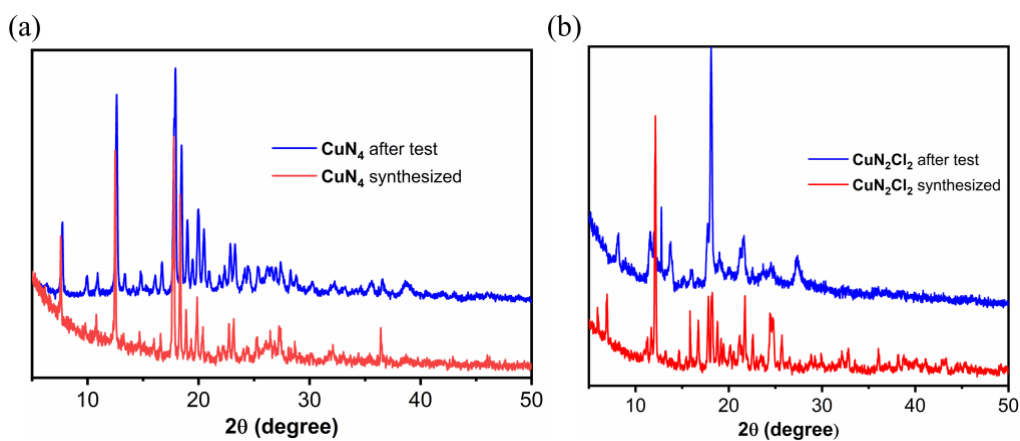 (a)
(b)
CuN₄ after test
CuN₄ synthesized
CuN₂Cl₂ after test
CuN₂Cl₂ synthesized
10 20 30 40 50
10 20 30 40 50
2θ (degree)
2θ (degree)